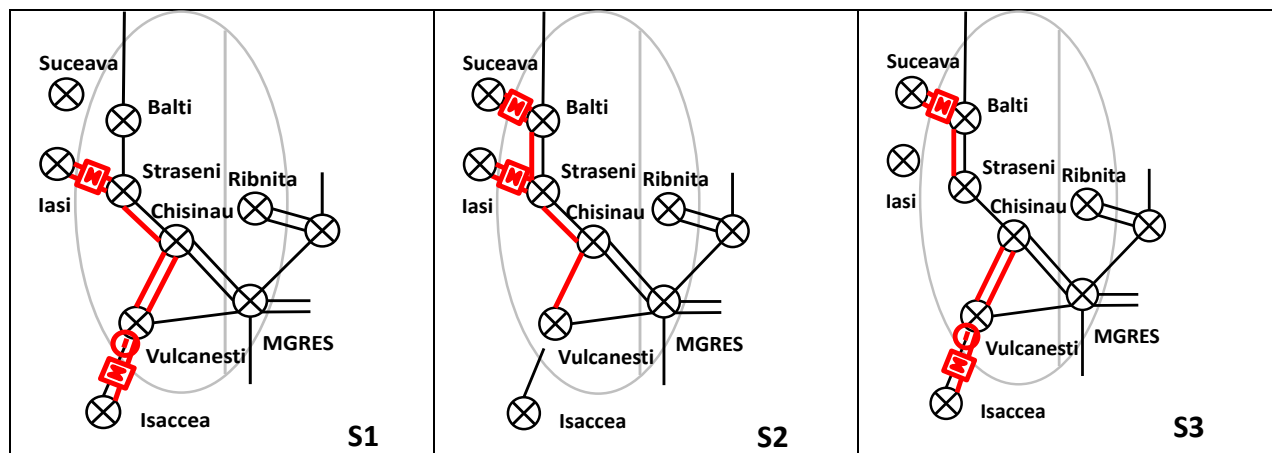 Suceava
Balti
Straseni
Ribnita
Iasi
Chisinau
Vulcanesti
MGRES
Isaccea
S1
Suceava
Balti
Straseni
Ribnita
Iasi
Chisinau
Vulcanesti
MGRES
Isaccea
S2
Suceava
Balti
Straseni
Ribnita
Iasi
Chisinau
Vulcanesti
MGRES
Isaccea
S3